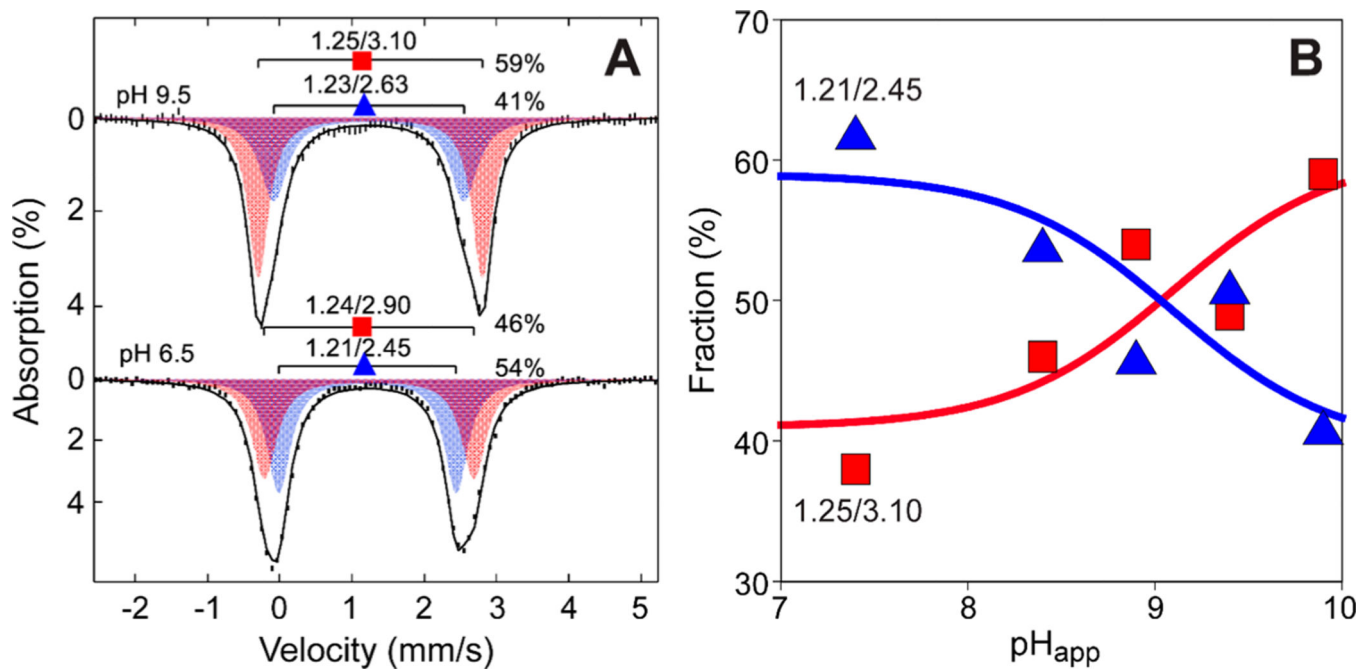 A
1.25/3.10
59%
1.23/2.63
41%
pH 9.5
0
2
4
1.24/2.90
46%
1.21/2.45
54%
pH 6.5
0
2
4
Absorption (%)
-2 -1 0 1 2 3 4 5
Velocity (mm/s)
B
70
60
50
40
30
Fraction (%)
1.21/2.45
1.25/3.10
7 8 9 10
pHapp